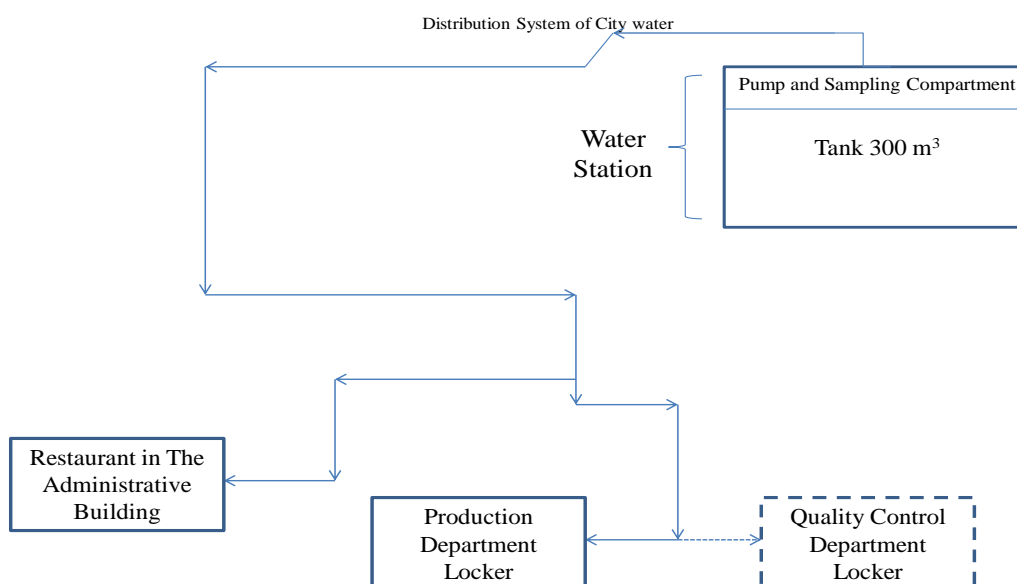 Distribution System of City water
Pump and Sampling Compartment
Water
Station
Tank 300 m³
Restaurant in The
Administrative
Building
Production
Department
Locker
Quality Control
Department
Locker